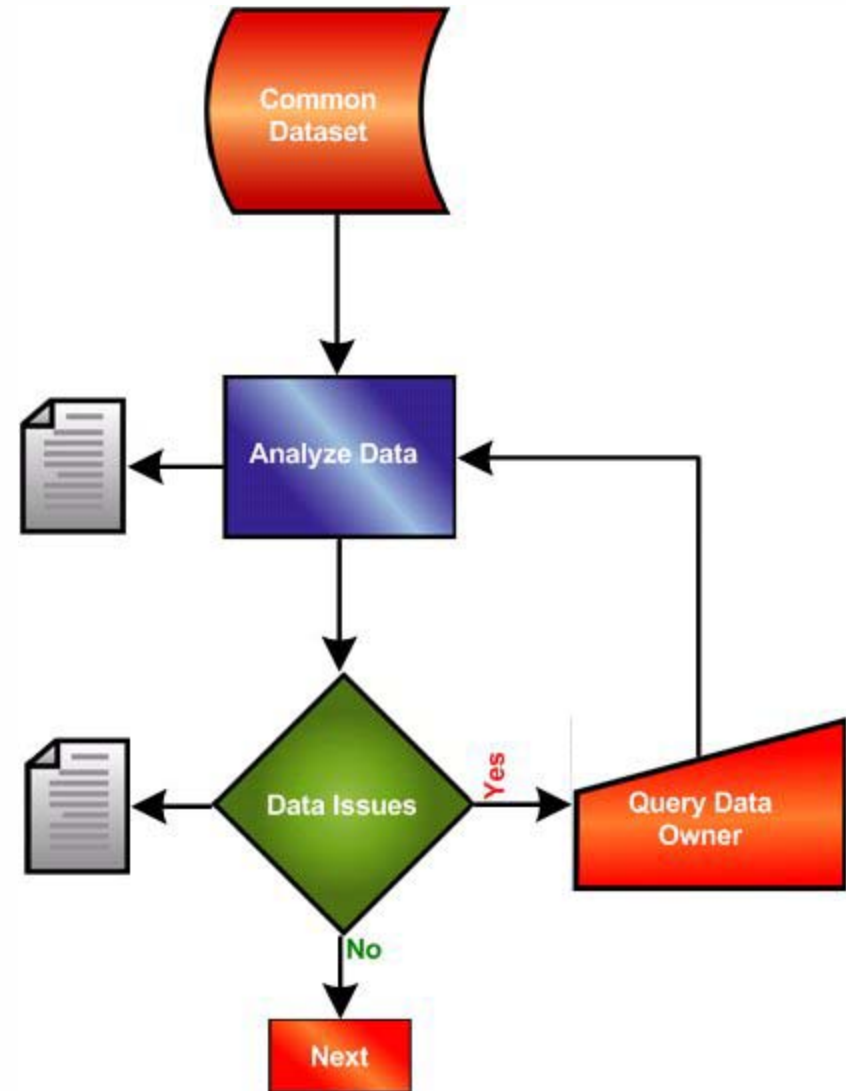 Common
Dataset
Analyze Data
Data Issues
Yes
Query Data
Owner
No
Next